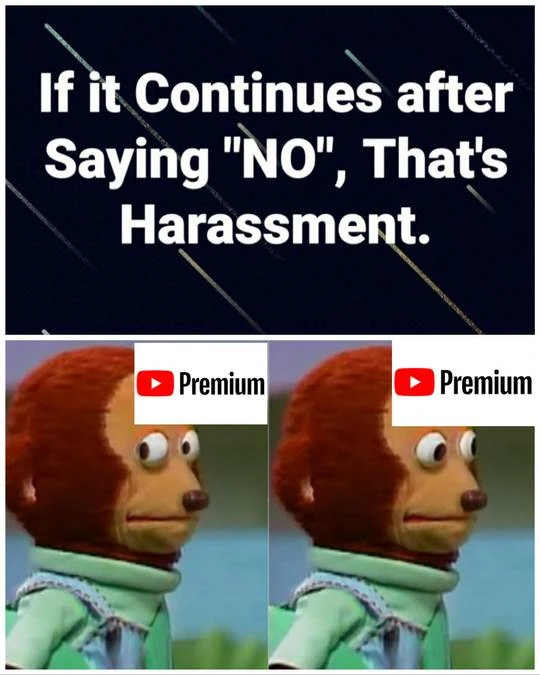 If it Continues after
Saying "NO", That's
Harassment.
Premium
Premium